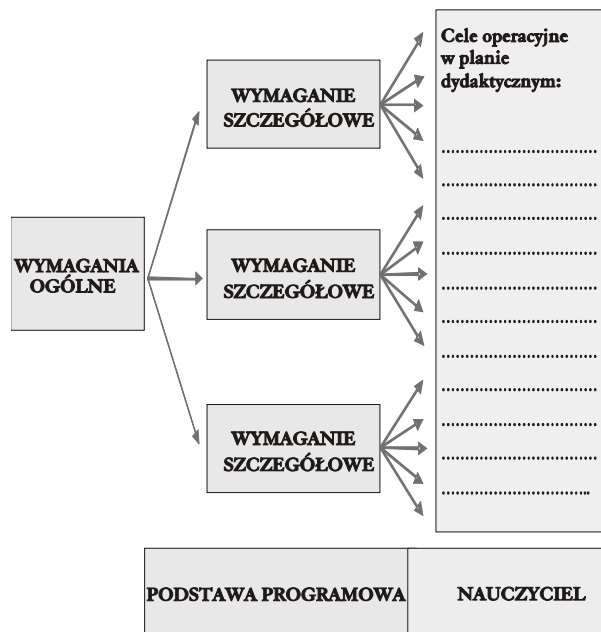 Cele operacyjne
w planie
dydaktycznym:
WYMAGANIE
SZCZEGÓŁOWE
WYMAGANIA
OGÓLNE
WYMAGANIE
SZCZEGÓŁOWE
WYMAGANIE
SZCZEGÓŁOWE
PODSTAWA PROGRAMOWA
NAUCZYCIEL